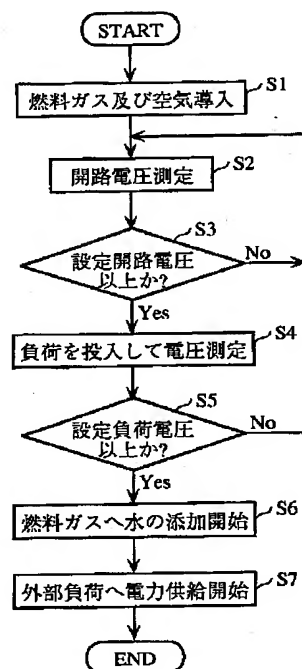 START
燃料ガス及び空気導入
S1
開路電圧測定
S2
設定開路電圧
以上か?
S3
No
Yes
負荷を投入して電圧測定
S4
設定負荷電圧
以上か?
S5
No
Yes
燃料ガスへ水の添加開始
S6
外部負荷へ電力供給開始
S7
END